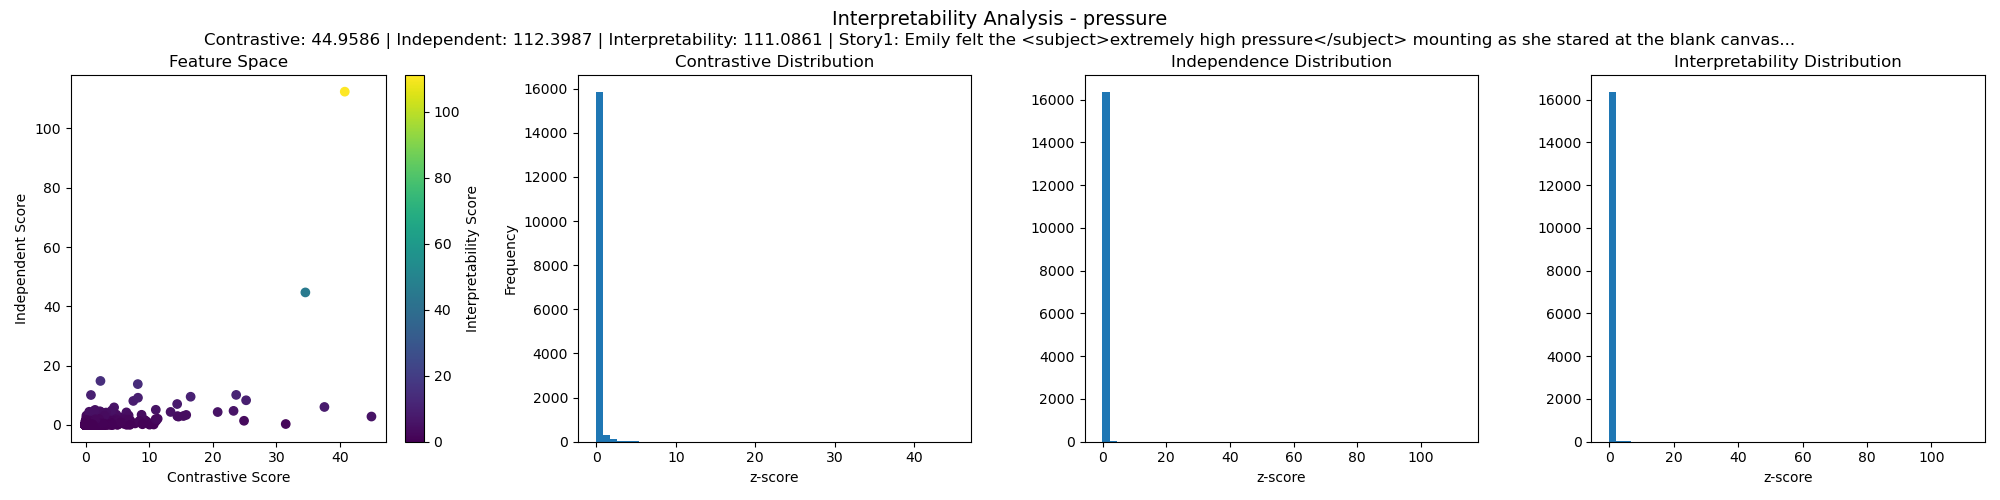 Interpretability Analysis - pressure
Contrastive: 44.9586 | Independent: 112.3987 | Interpretability: 111.0861 | Story1: Emily felt the <subject>extremely high pressure</subject> mounting as she stared at the blank canvas...
Feature Space
Independent Score
100
80
60
40
20
0
0 10 20 30 40
Contrastive Score
100
80
60
40
20
0
Interpretability Score
Contrastive Distribution
Frequency
16000
14000
12000
10000
8000
6000
4000
2000
0
0 10 20 30 40
z-score
Independence Distribution
16000
14000
12000
10000
8000
6000
4000
2000
0
0 20 40 60 80 100
z-score
Interpretability Distribution
16000
14000
12000
10000
8000
6000
4000
2000
0
0 20 40 60 80 100
z-score